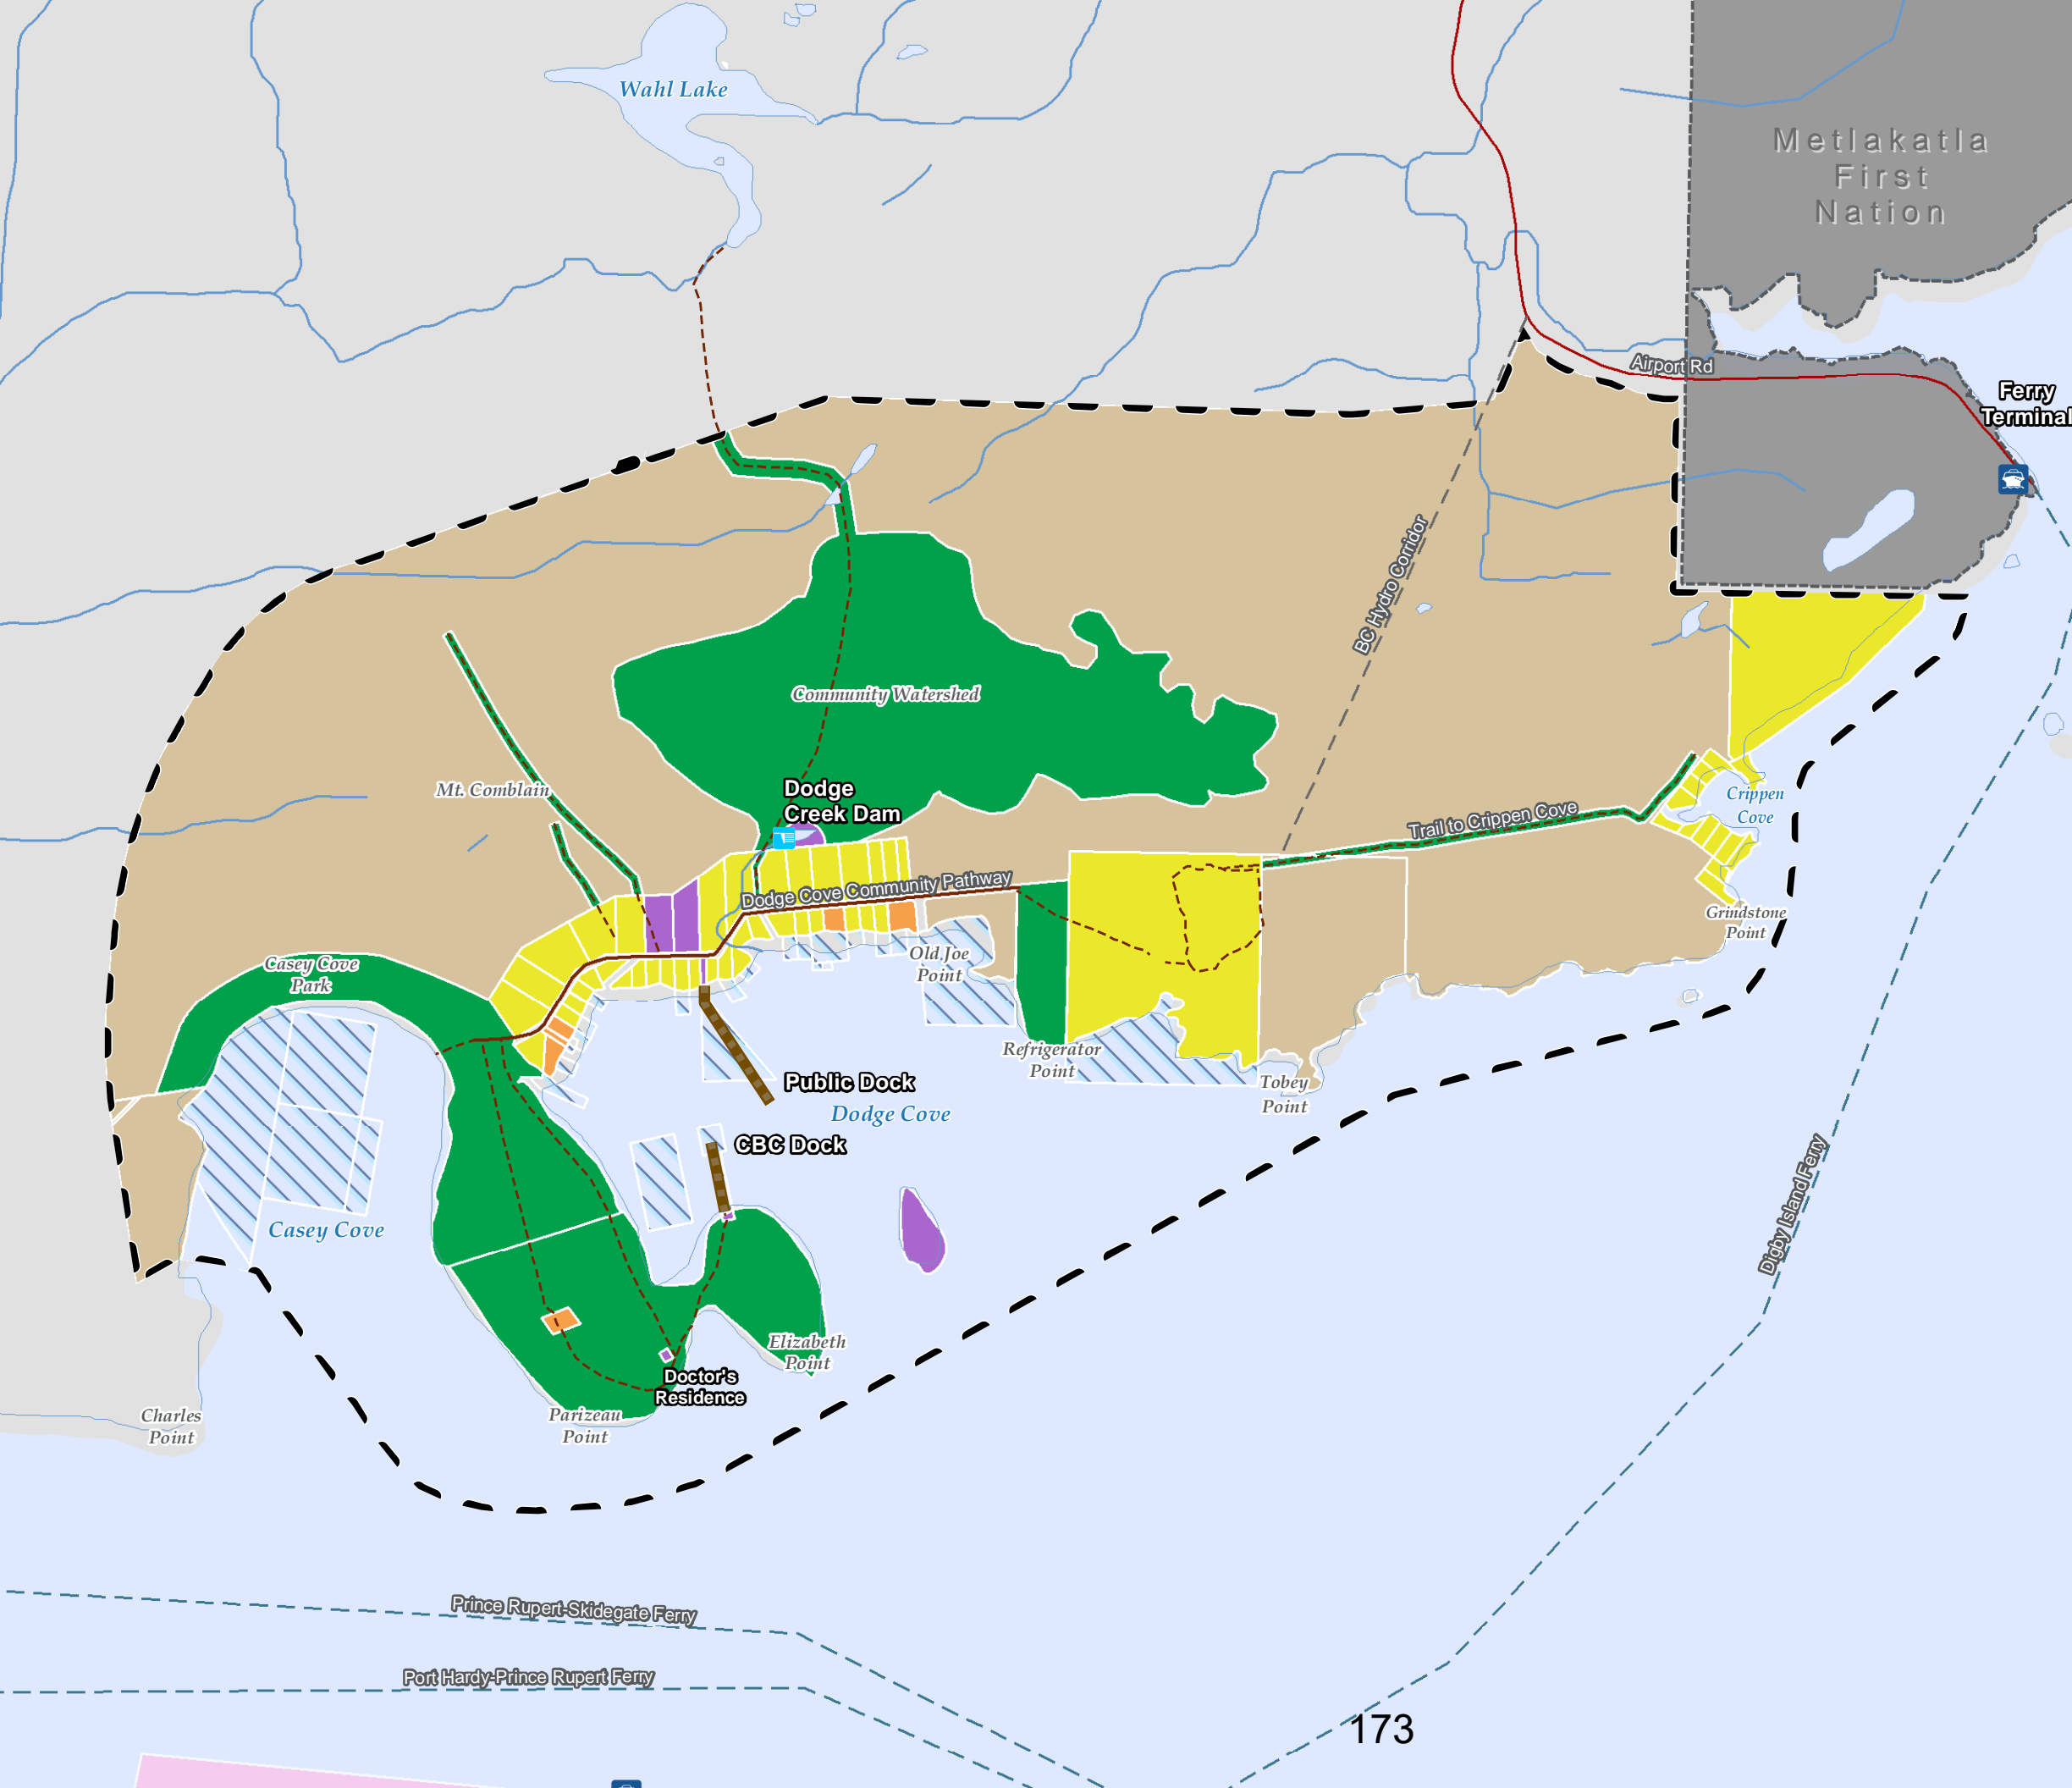 Wahl Lake
Metlakatla
First
Nation
Airport Rd
Ferry
Terminal
BC Hydro Corridor
Community Watershed
Mt. Comblain
Dodge
Creek Dam
Crippen
Cove
Trail to Crippen Cove
Dodge Cove Community Pathway
Grindstone
Point
Casey Cove
Park
Old Joe
Point
Refrigerator
Point
Tobey
Point
Public Dock
Dodge Cove
CBC Dock
Casey Cove
Digby Island Ferry
Elizabeth
Point
Doctor's
Residence
Charles
Point
Parizeau
Point
Prince Rupert-Skidegate Ferry
Port Hardy-Prince Rupert Ferry
173